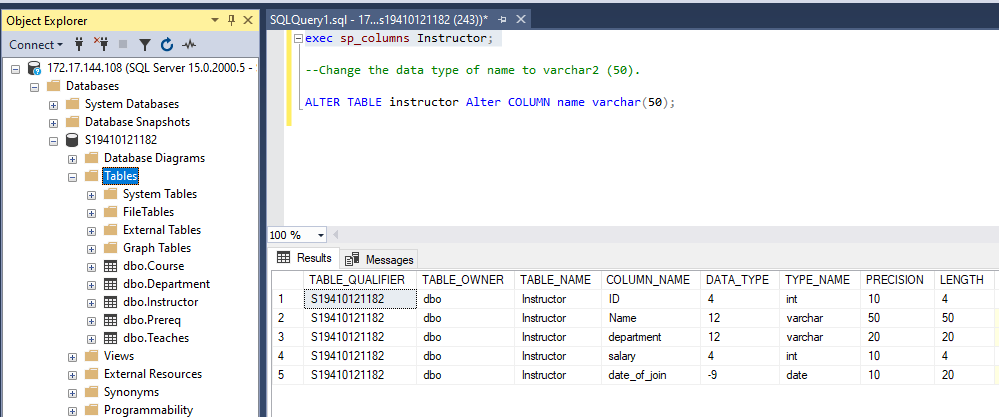 Object Explorer
Connect
172.17.144.108 (SQL Server 15.0.2000.5 -
Databases
System Databases
Database Snapshots
S19410121182
Database Diagrams
Tables
System Tables
FileTables
External Tables
Graph Tables
dbo.Course
dbo.Department
dbo.Instructor
dbo.Prereq
dbo.Teaches
Views
External Resources
Synonyms
Programmability
SQLQuery1.sql - 17...s19410121182 (243))*
exec sp_columns Instructor;
--Change the data type of name to varchar2 (50).
ALTER TABLE instructor Alter COLUMN name varchar(50);
100 %
Results Messages
TABLE_QUALIFIER TABLE_OWNER TABLE_NAME COLUMN_NAME DATA_TYPE TYPE_NAME PRECISION LENGTH
1 S19410121182 dbo Instructor ID 4 int 10 4
2 S19410121182 dbo Instructor Name 12 varchar 50 50
3 S19410121182 dbo Instructor department 12 varchar 20 20
4 S19410121182 dbo Instructor salary 4 int 10 4
5 S19410121182 dbo Instructor date_of_join -9 date 10 20